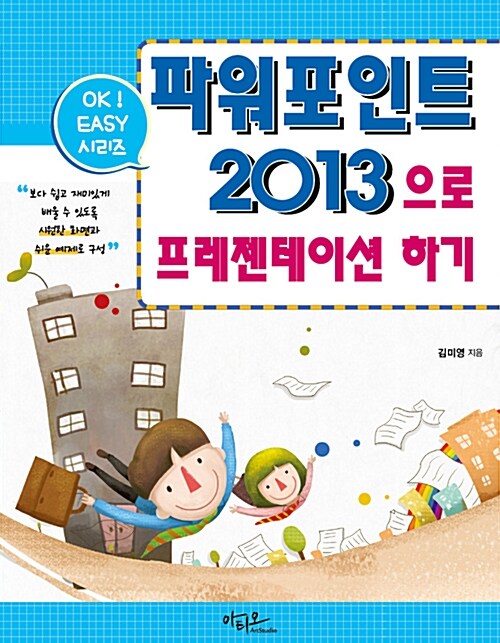 OK!
EASY
시리즈
파워포인트
2013으로
프레젠테이션 하기
"보다 쉽고 재미있게
배울 수 있도록
시원한 화면과
쉬운 예제로 구성"
김미영 지음
아티오
ArtStudio